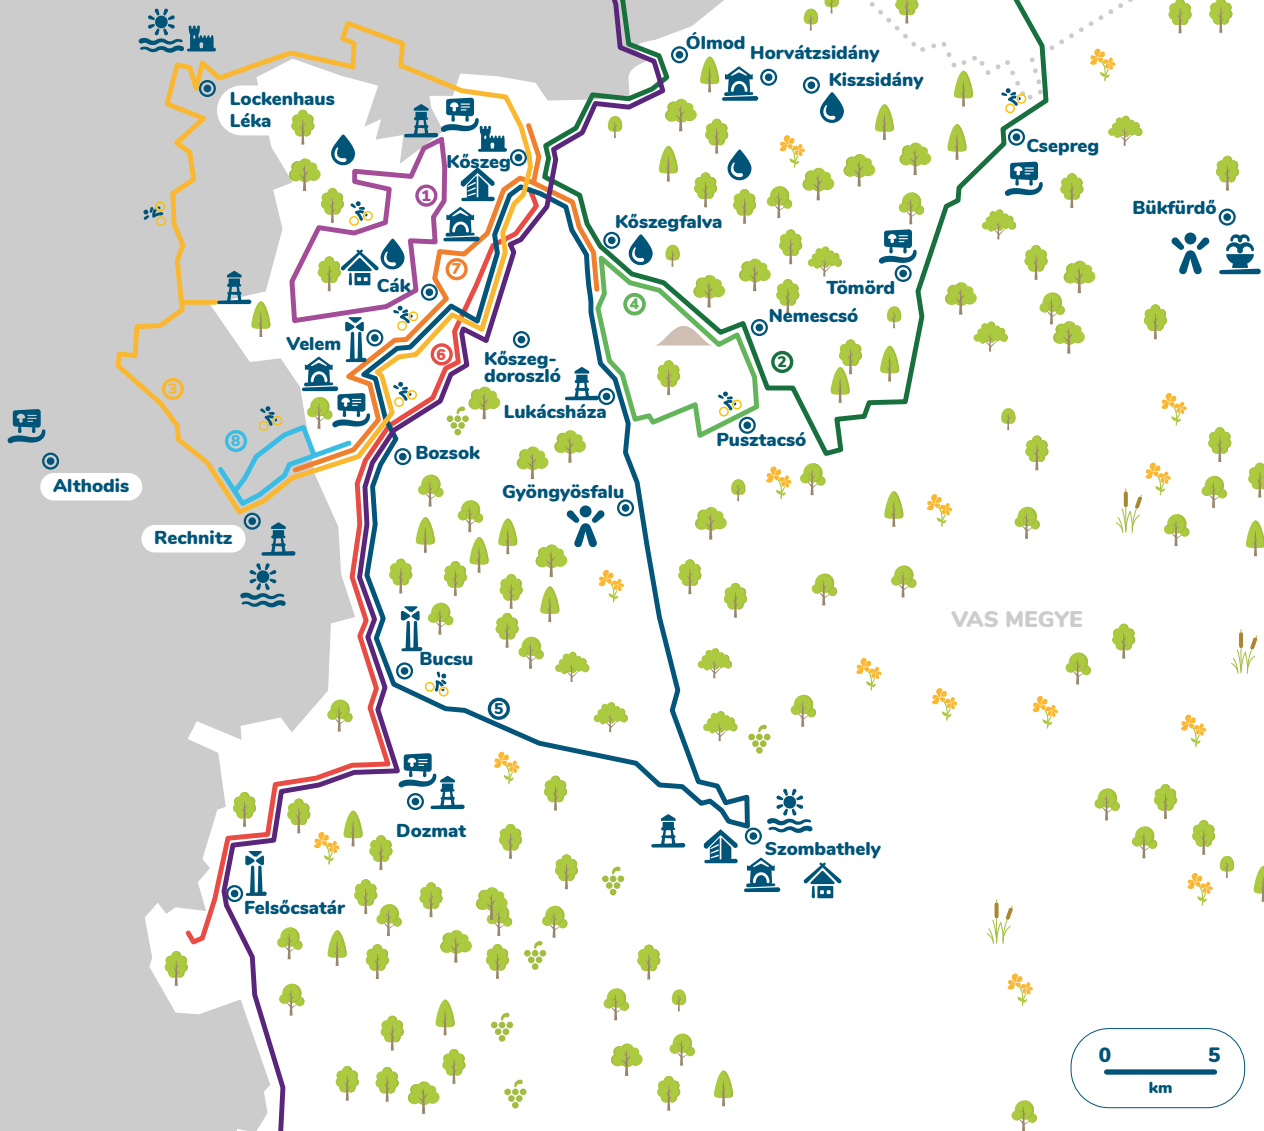 Ólmod
Horvátzsidány
Kiszsidány
Lockenhaus
Léka
Kőszeg
Csepreg
1
Bükfürdő
Kőszegfalva
7
Cák
Tömörd
4
Nemescsó
Velem
6
Kőszeg-
doroszló
2
3
Lukácsháza
8
Pusztacsó
Bozsok
Althodis
Gyöngyösfalu
Rechnitz
VAS MEGYE
Bucsu
5
Dozmat
Szombathely
Felsőcsatár
0 5
km